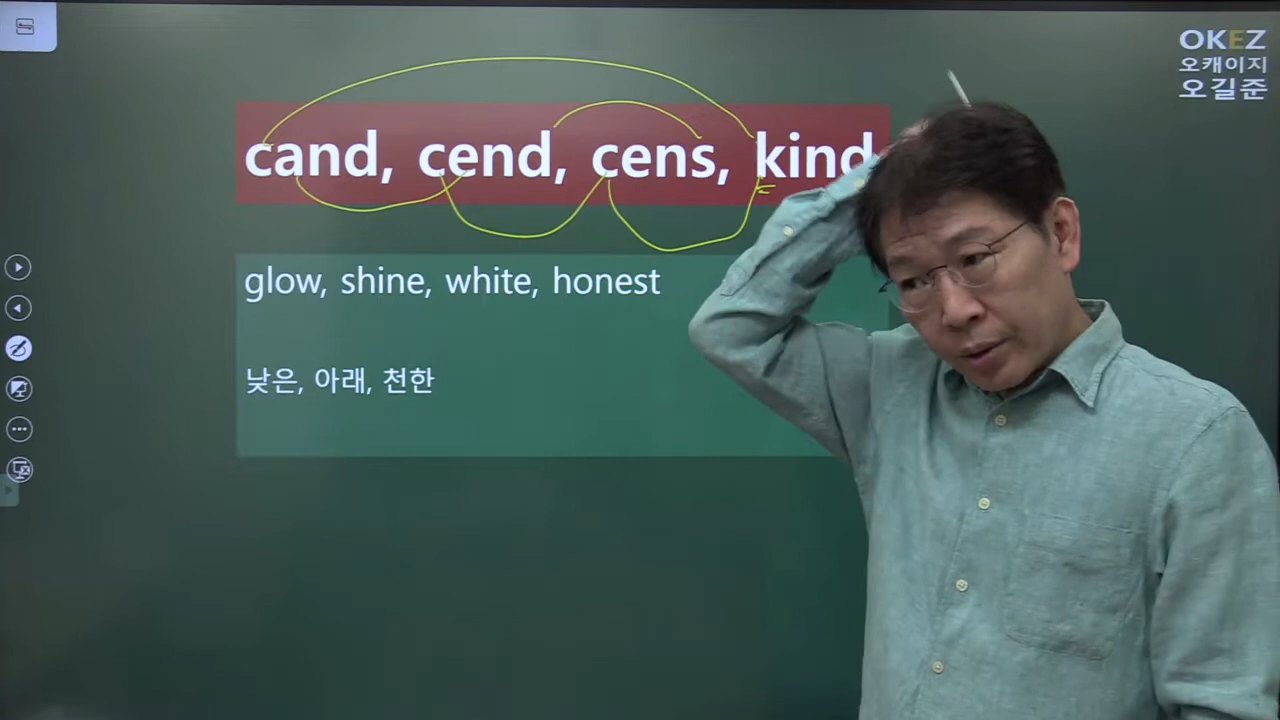 OKEZ
오캐이지
오길준
cand, cend, cens, kind
glow, shine, white, honest
낮은, 아래, 천한